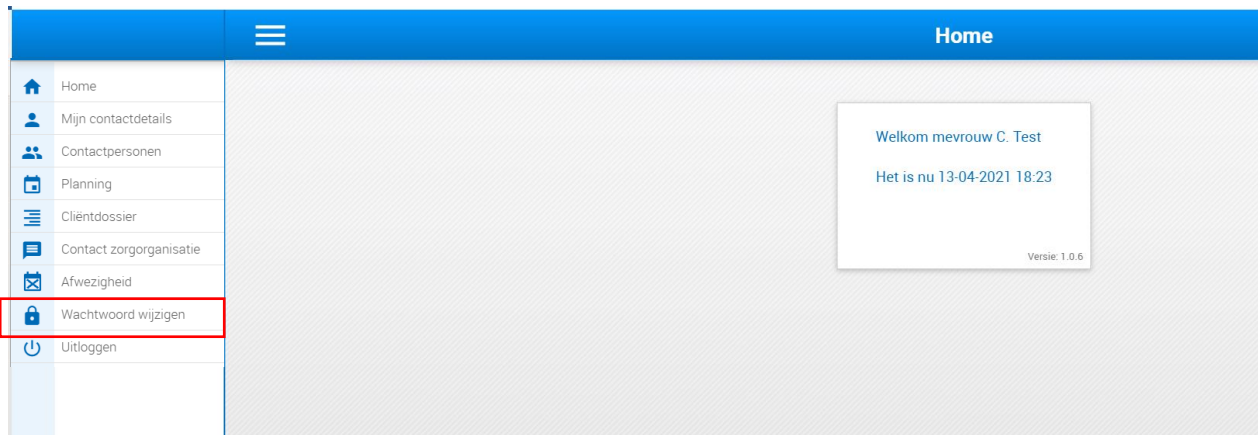 Home
Home
Mijn contactdetails
Contactpersonen
Planning
Cliëntdossier
Contact zorgorganisatie
Afwezigheid
Wachtwoord wijzigen
Uitloggen
Welkom mevrouw C. Test
Het is nu 13-04-2021 18:23
Versie: 1.0.6